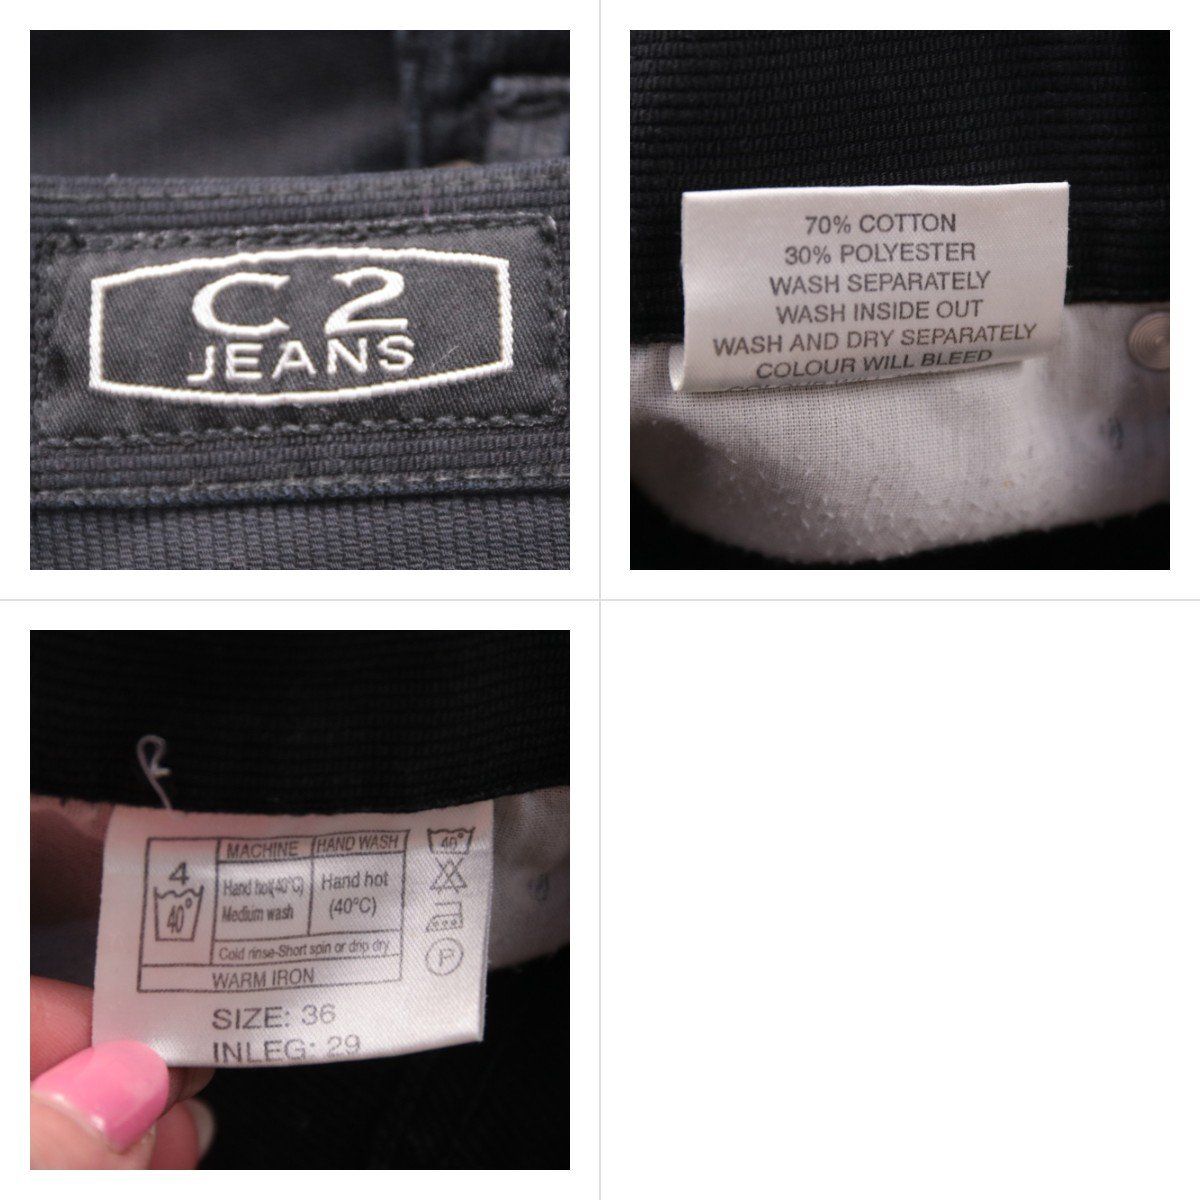 C 2
JEANS
70% COTTON
30% POLYESTER
WASH SEPARATELY
WASH INSIDE OUT
WASH AND DRY SEPARATELY
COLOUR WILL BLEED
4
40°
MACHINE
HAND WASH
Hand hot(40°C)
Medium wash
Hand hot
(40°C)
Cold rinse-Short spin or drip dry
WARM IRON
40°
P
SIZE: 36
INLEG: 29